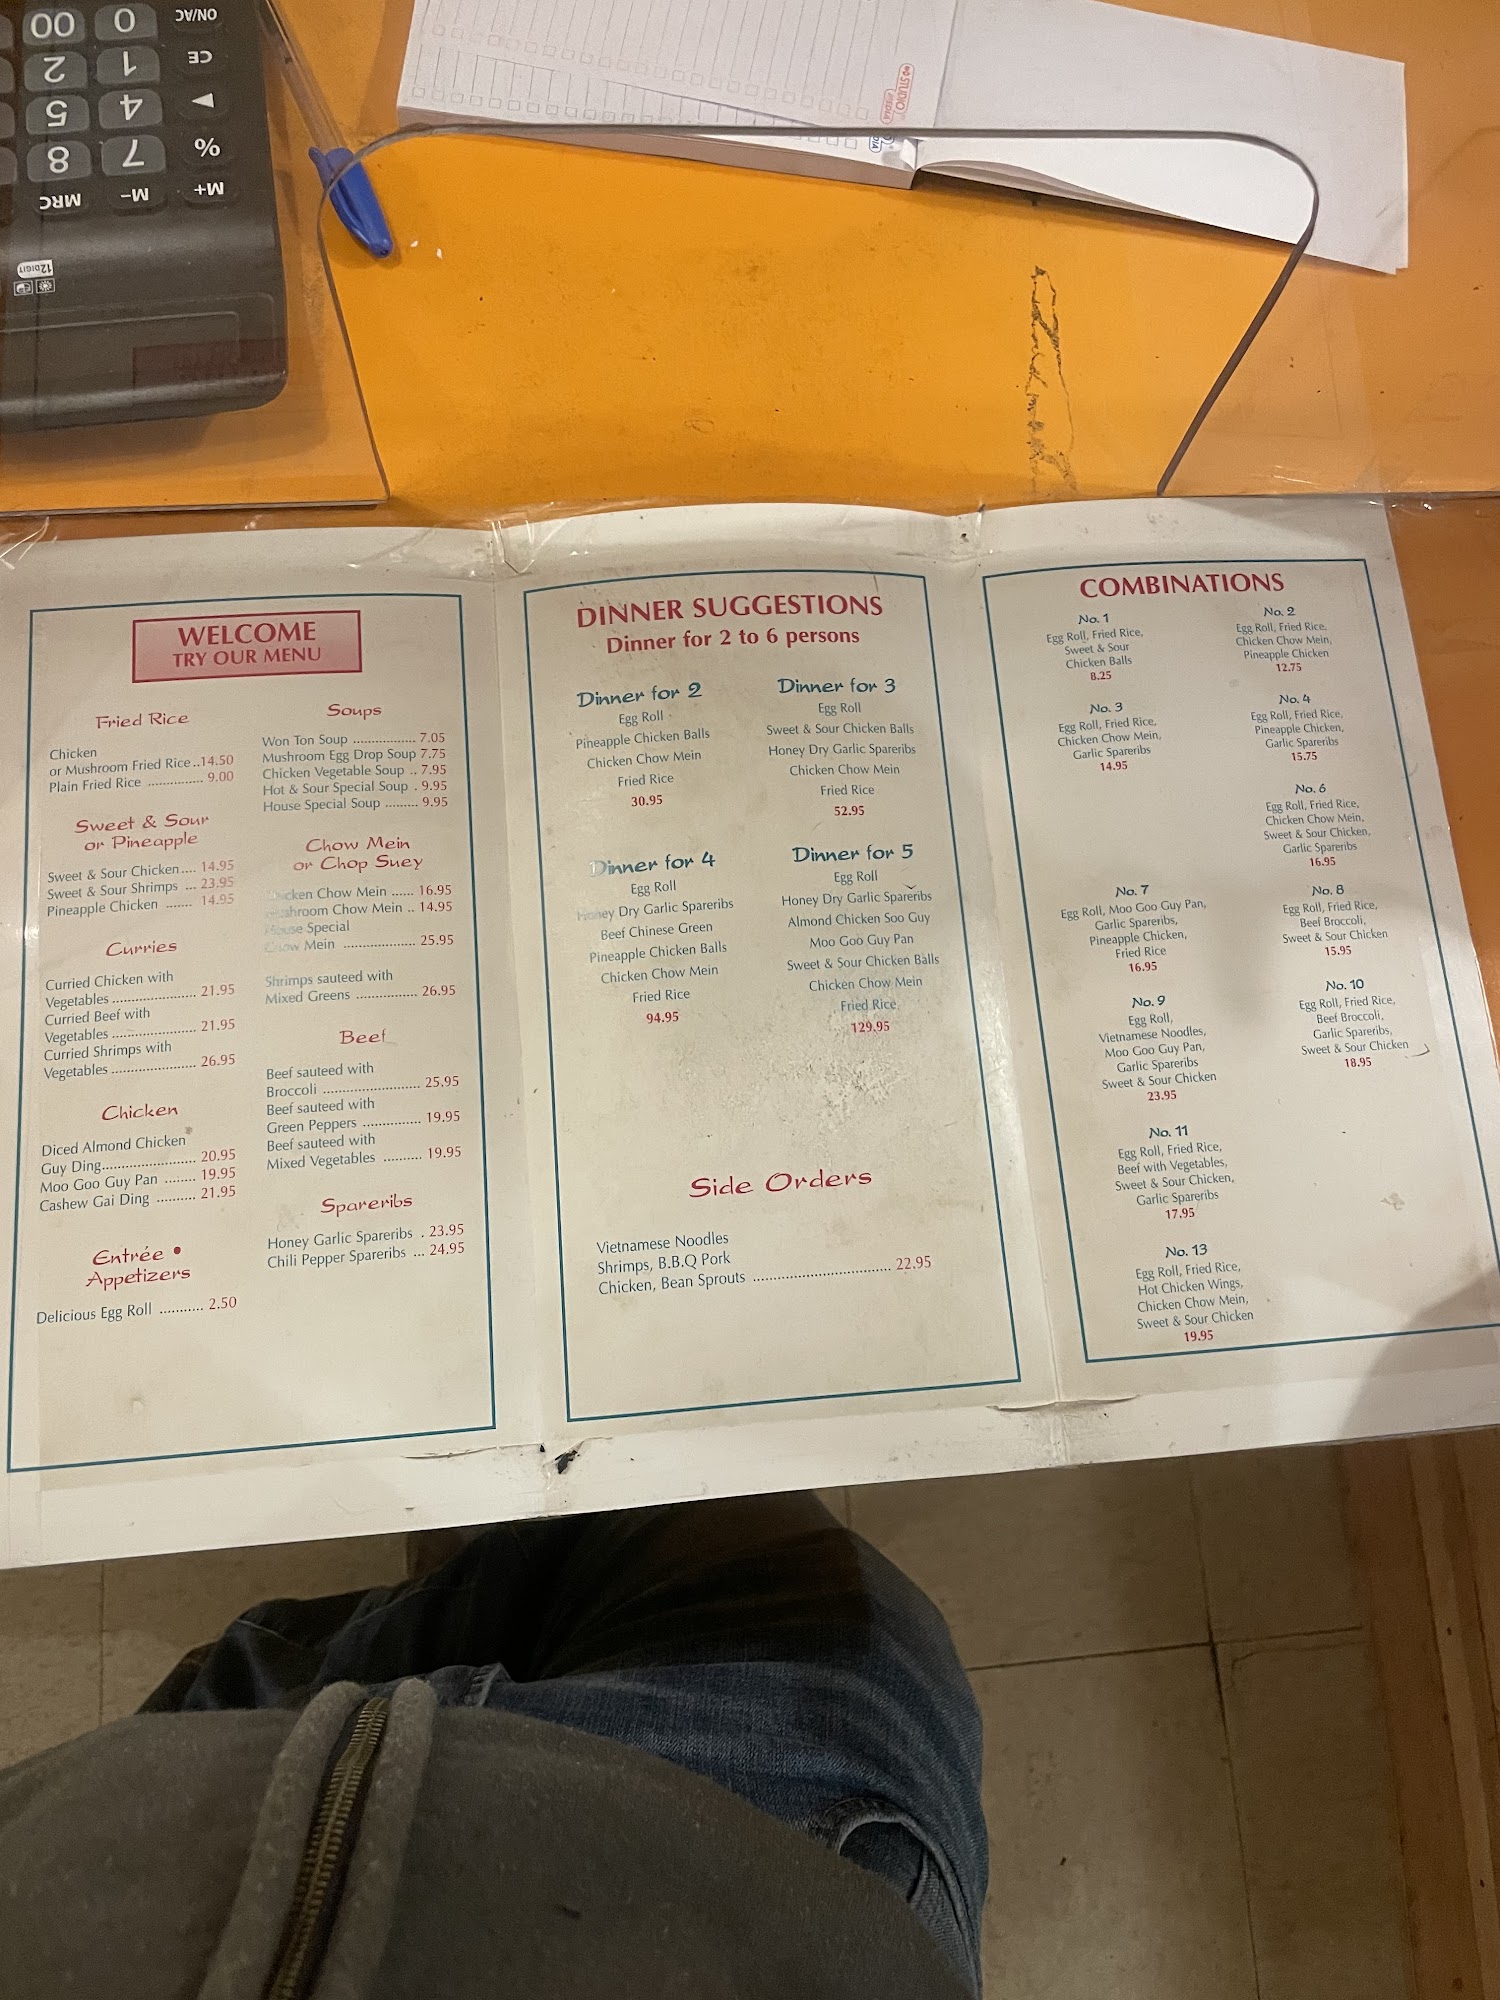 00
0
ON/AC
2
1
CE
5
4
▶
8
7
%
MRC
M−
M+
12DIGIT
STUDIO
WELCOME
TRY OUR MENU
Fried Rice
Chicken
or Mushroom Fried Rice ..14.50
Plain Fried Rice .............. 9.00
Sweet & Sour
or Pineapple
Sweet & Sour Chicken.... 14.95
Sweet & Sour Shrimps ... 23.95
Pineapple Chicken ....... 14.95
Curries
Curried Chicken with
Vegetables ...................... 21.95
Curried Beef with
Vegetables ...................... 21.95
Curried Shrimps with
Vegetables ...................... 26.95
Chicken
Diced Almond Chicken
Guy Ding........................ 20.95
Moo Goo Guy Pan ........ 19.95
Cashew Gai Ding .......... 21.95
Entrée •
Appetizers
Delicious Egg Roll ........... 2.50
Soups
Won Ton Soup ................ 7.05
Mushroom Egg Drop Soup 7.75
Chicken Vegetable Soup .. 7.95
Hot & Sour Special Soup . 9.95
House Special Soup ......... 9.95
Chow Mein
or Chop Suey
Chicken Chow Mein ...... 16.95
Mushroom Chow Mein .. 14.95
House Special
Chow Mein ................... 25.95
Shrimps sauteed with
Mixed Greens ................ 26.95
Beef
Beef sauteed with
Broccoli ......................... 25.95
Beef sauteed with
Green Peppers ............... 19.95
Beef sauteed with
Mixed Vegetables .......... 19.95
Spareribs
Honey Garlic Spareribs . 23.95
Chili Pepper Spareribs ... 24.95
DINNER SUGGESTIONS
Dinner for 2 to 6 persons
Dinner for 2
Egg Roll
Pineapple Chicken Balls
Chicken Chow Mein
Fried Rice
30.95
Dinner for 3
Egg Roll
Sweet & Sour Chicken Balls
Honey Dry Garlic Spareribs
Chicken Chow Mein
Fried Rice
52.95
Dinner for 4
Egg Roll
Honey Dry Garlic Spareribs
Beef Chinese Green
Pineapple Chicken Balls
Chicken Chow Mein
Fried Rice
94.95
Dinner for 5
Egg Roll
Honey Dry Garlic Spareribs
Almond Chicken Soo Guy
Moo Goo Guy Pan
Sweet & Sour Chicken Balls
Chicken Chow Mein
Fried Rice
129.95
Side Orders
Vietnamese Noodles
Shrimps, B.B.Q Pork
Chicken, Bean Sprouts .................................. 22.95
COMBINATIONS
No. 1
Egg Roll, Fried Rice,
Sweet & Sour
Chicken Balls
8.25
No. 2
Egg Roll, Fried Rice,
Chicken Chow Mein,
Pineapple Chicken
12.75
No. 3
Egg Roll, Fried Rice,
Chicken Chow Mein,
Garlic Spareribs
14.95
No. 4
Egg Roll, Fried Rice,
Pineapple Chicken,
Garlic Spareribs
15.75
No. 6
Egg Roll, Fried Rice,
Chicken Chow Mein,
Sweet & Sour Chicken,
Garlic Spareribs
16.95
No. 7
Egg Roll, Moo Goo Guy Pan,
Garlic Spareribs,
Pineapple Chicken,
Fried Rice
16.95
No. 8
Egg Roll, Fried Rice,
Beef Broccoli,
Sweet & Sour Chicken
15.95
No. 9
Egg Roll,
Vietnamese Noodles,
Moo Goo Guy Pan,
Garlic Spareribs
Sweet & Sour Chicken
23.95
No. 10
Egg Roll, Fried Rice,
Beef Broccoli,
Garlic Spareribs,
Sweet & Sour Chicken
18.95
No. 11
Egg Roll, Fried Rice,
Beef with Vegetables,
Sweet & Sour Chicken,
Garlic Spareribs
17.95
No. 13
Egg Roll, Fried Rice,
Hot Chicken Wings,
Chicken Chow Mein,
Sweet & Sour Chicken
19.95